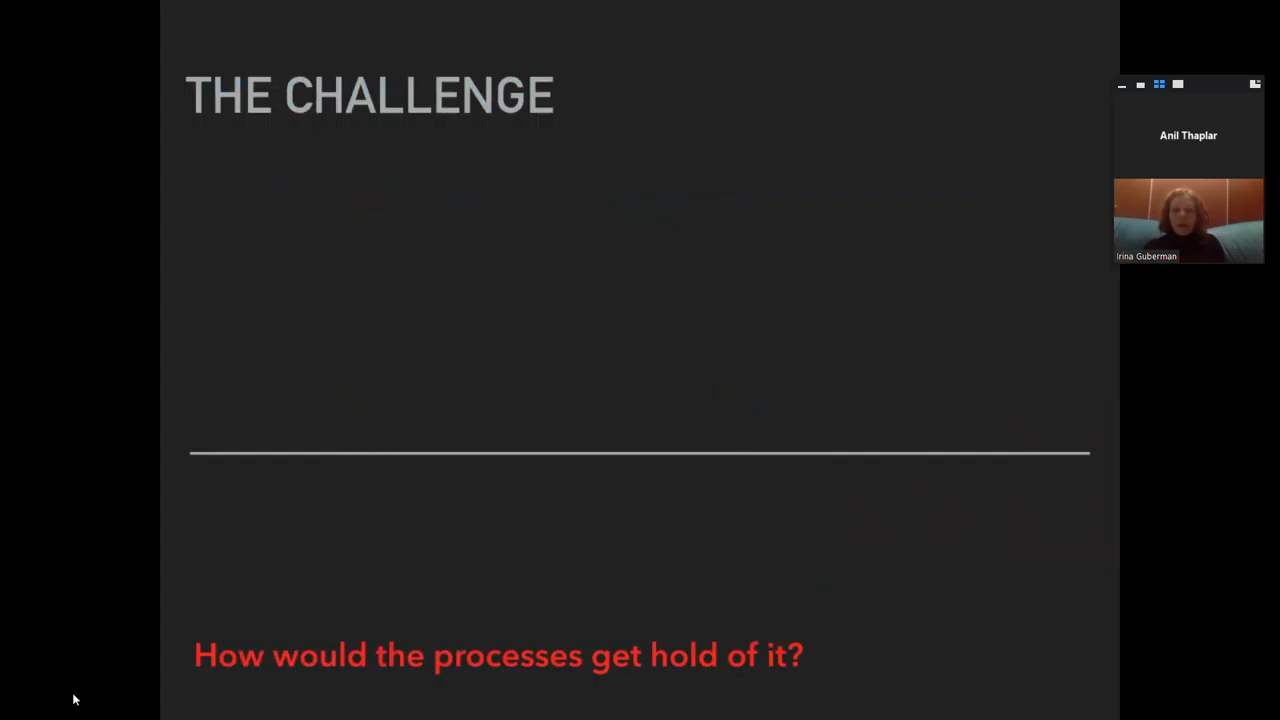 THE CHALLENGE
Anil Thaplar
Irina Guberman
How would the processes get hold of it?